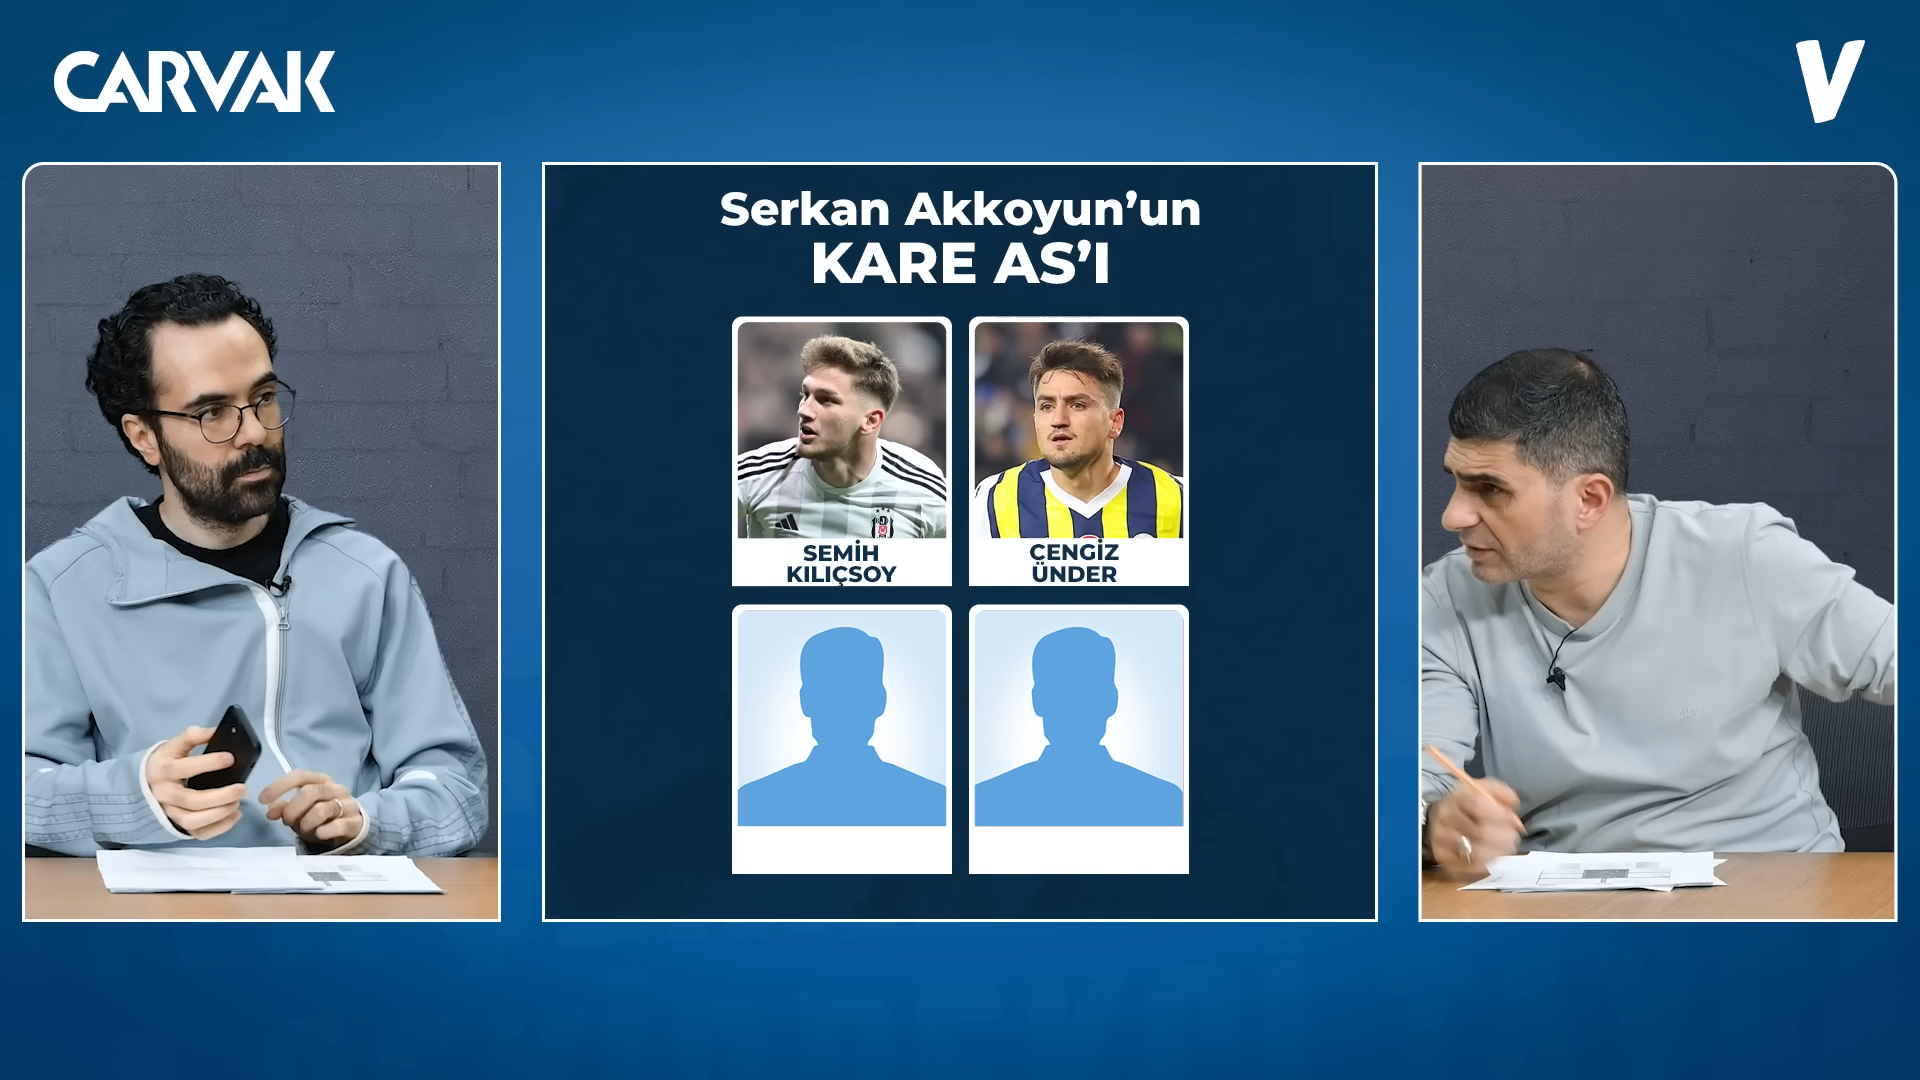 CARVAK
V
Serkan Akkoyun’un
KARE AS’I
SEMİH
KILIÇSOY
CENGİZ
ÜNDER